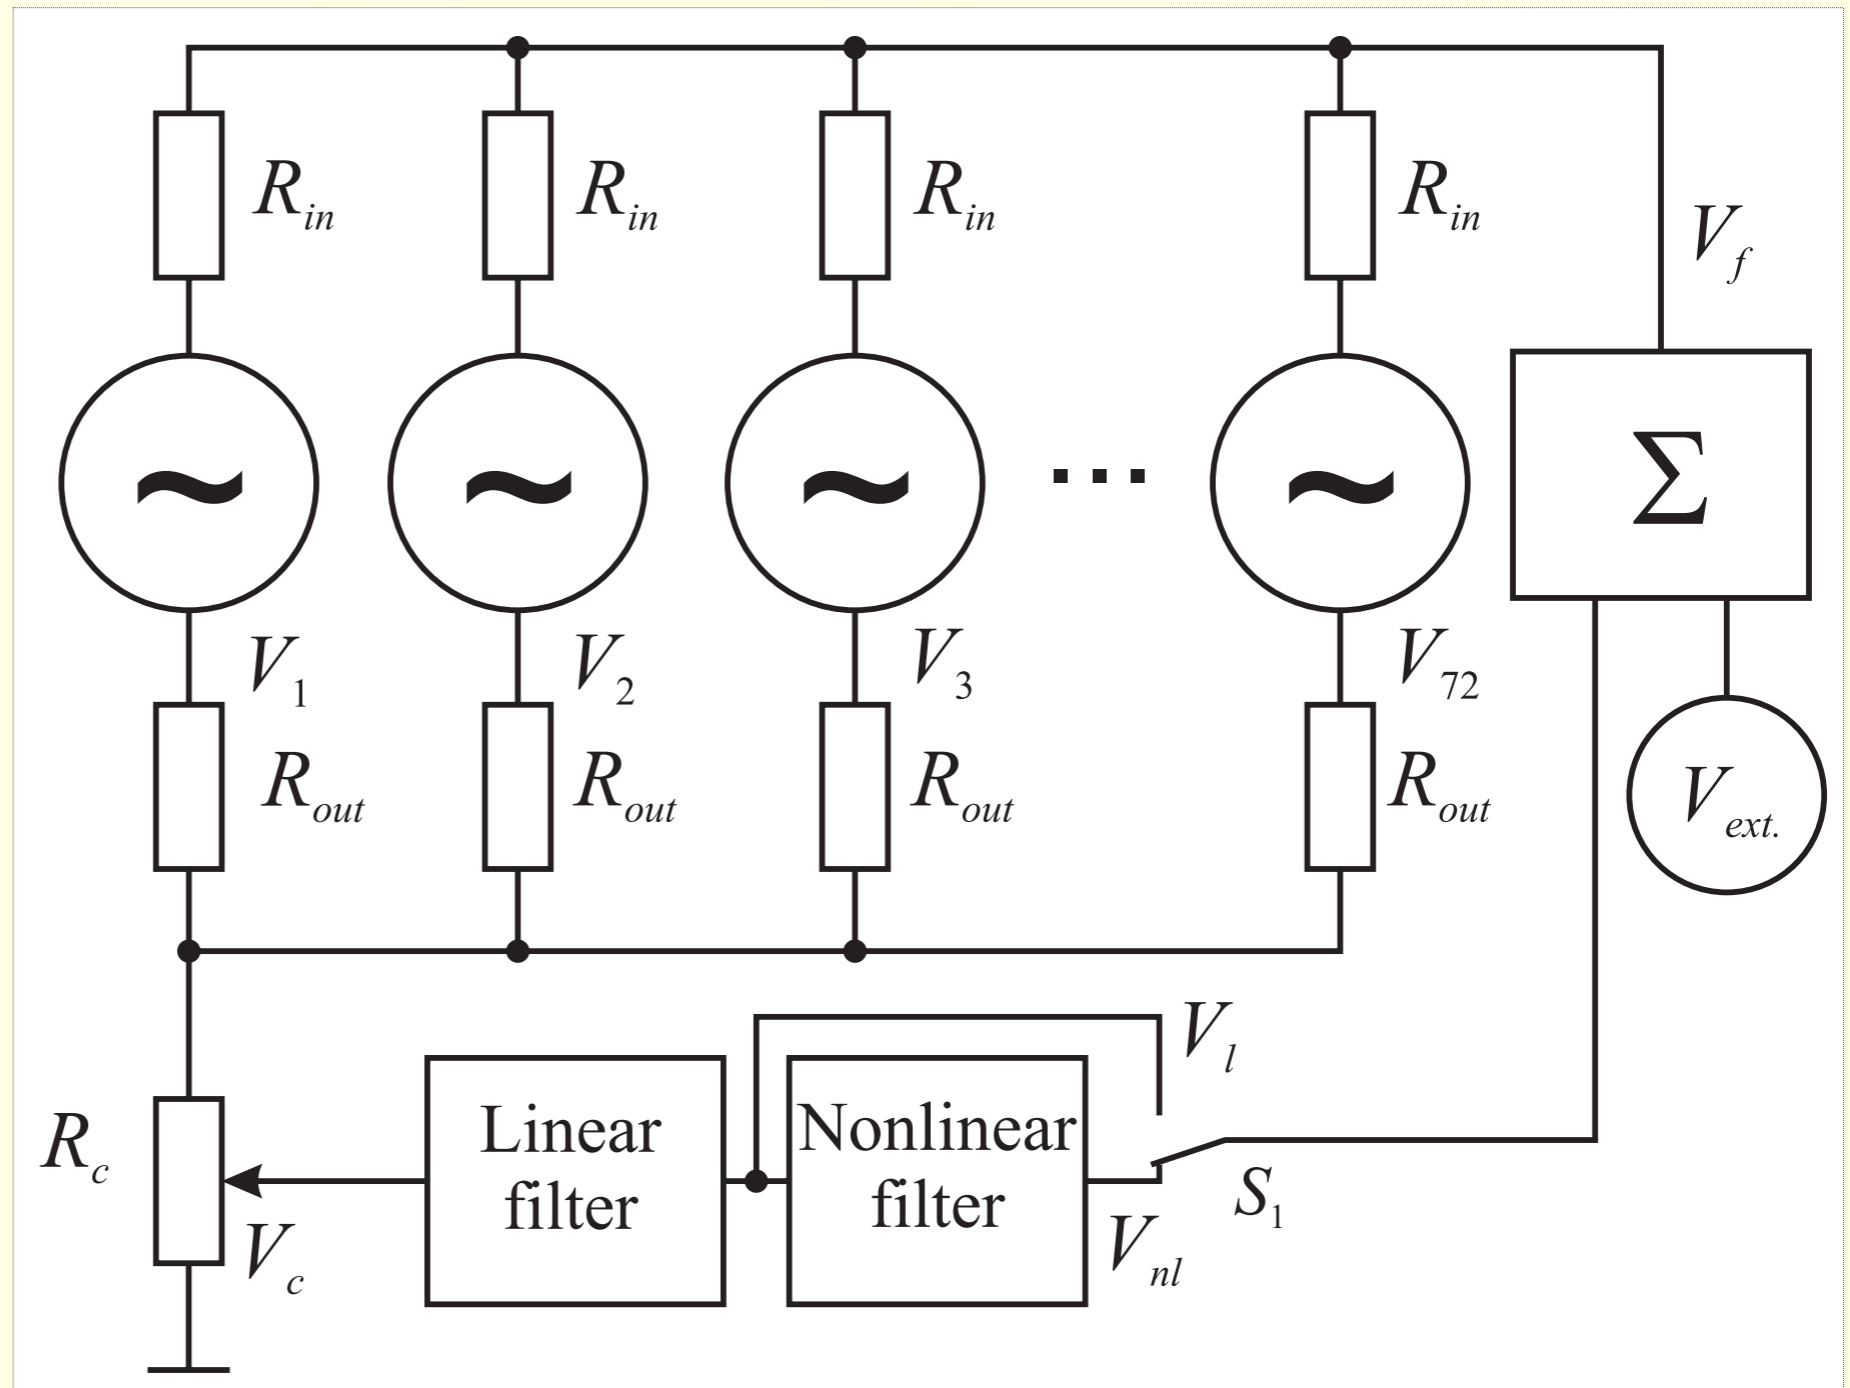 R_in R_in R_in R_in
V_f
~ ~ ~ ... ~
Σ
V_1 V_2 V_3 V_72
R_out R_out R_out R_out
V_ext.
V_l
R_c
Linear filter
Nonlinear filter
S_1
V_c
V_nl